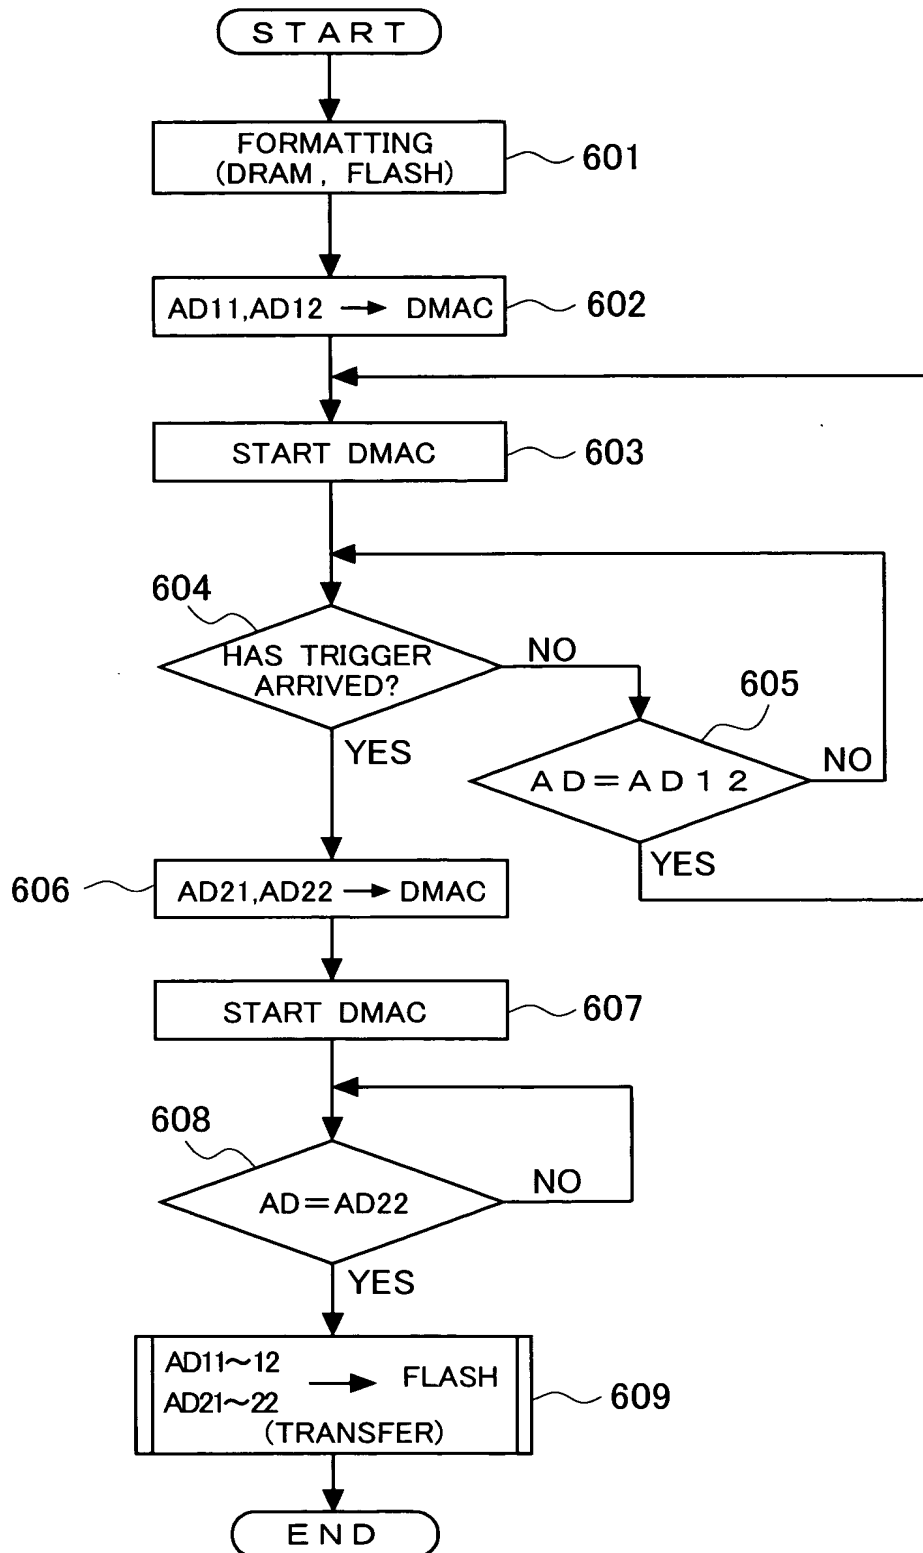 START
FORMATTING
(DRAM, FLASH)
601
AD11,AD12 → DMAC
602
START DMAC
603
604
HAS TRIGGER
ARRIVED?
NO
YES
605
AD=AD12
NO
YES
606
AD21,AD22 → DMAC
START DMAC
607
608
AD=AD22
NO
YES
AD11~12
AD21~22
→ FLASH
(TRANSFER)
609
END